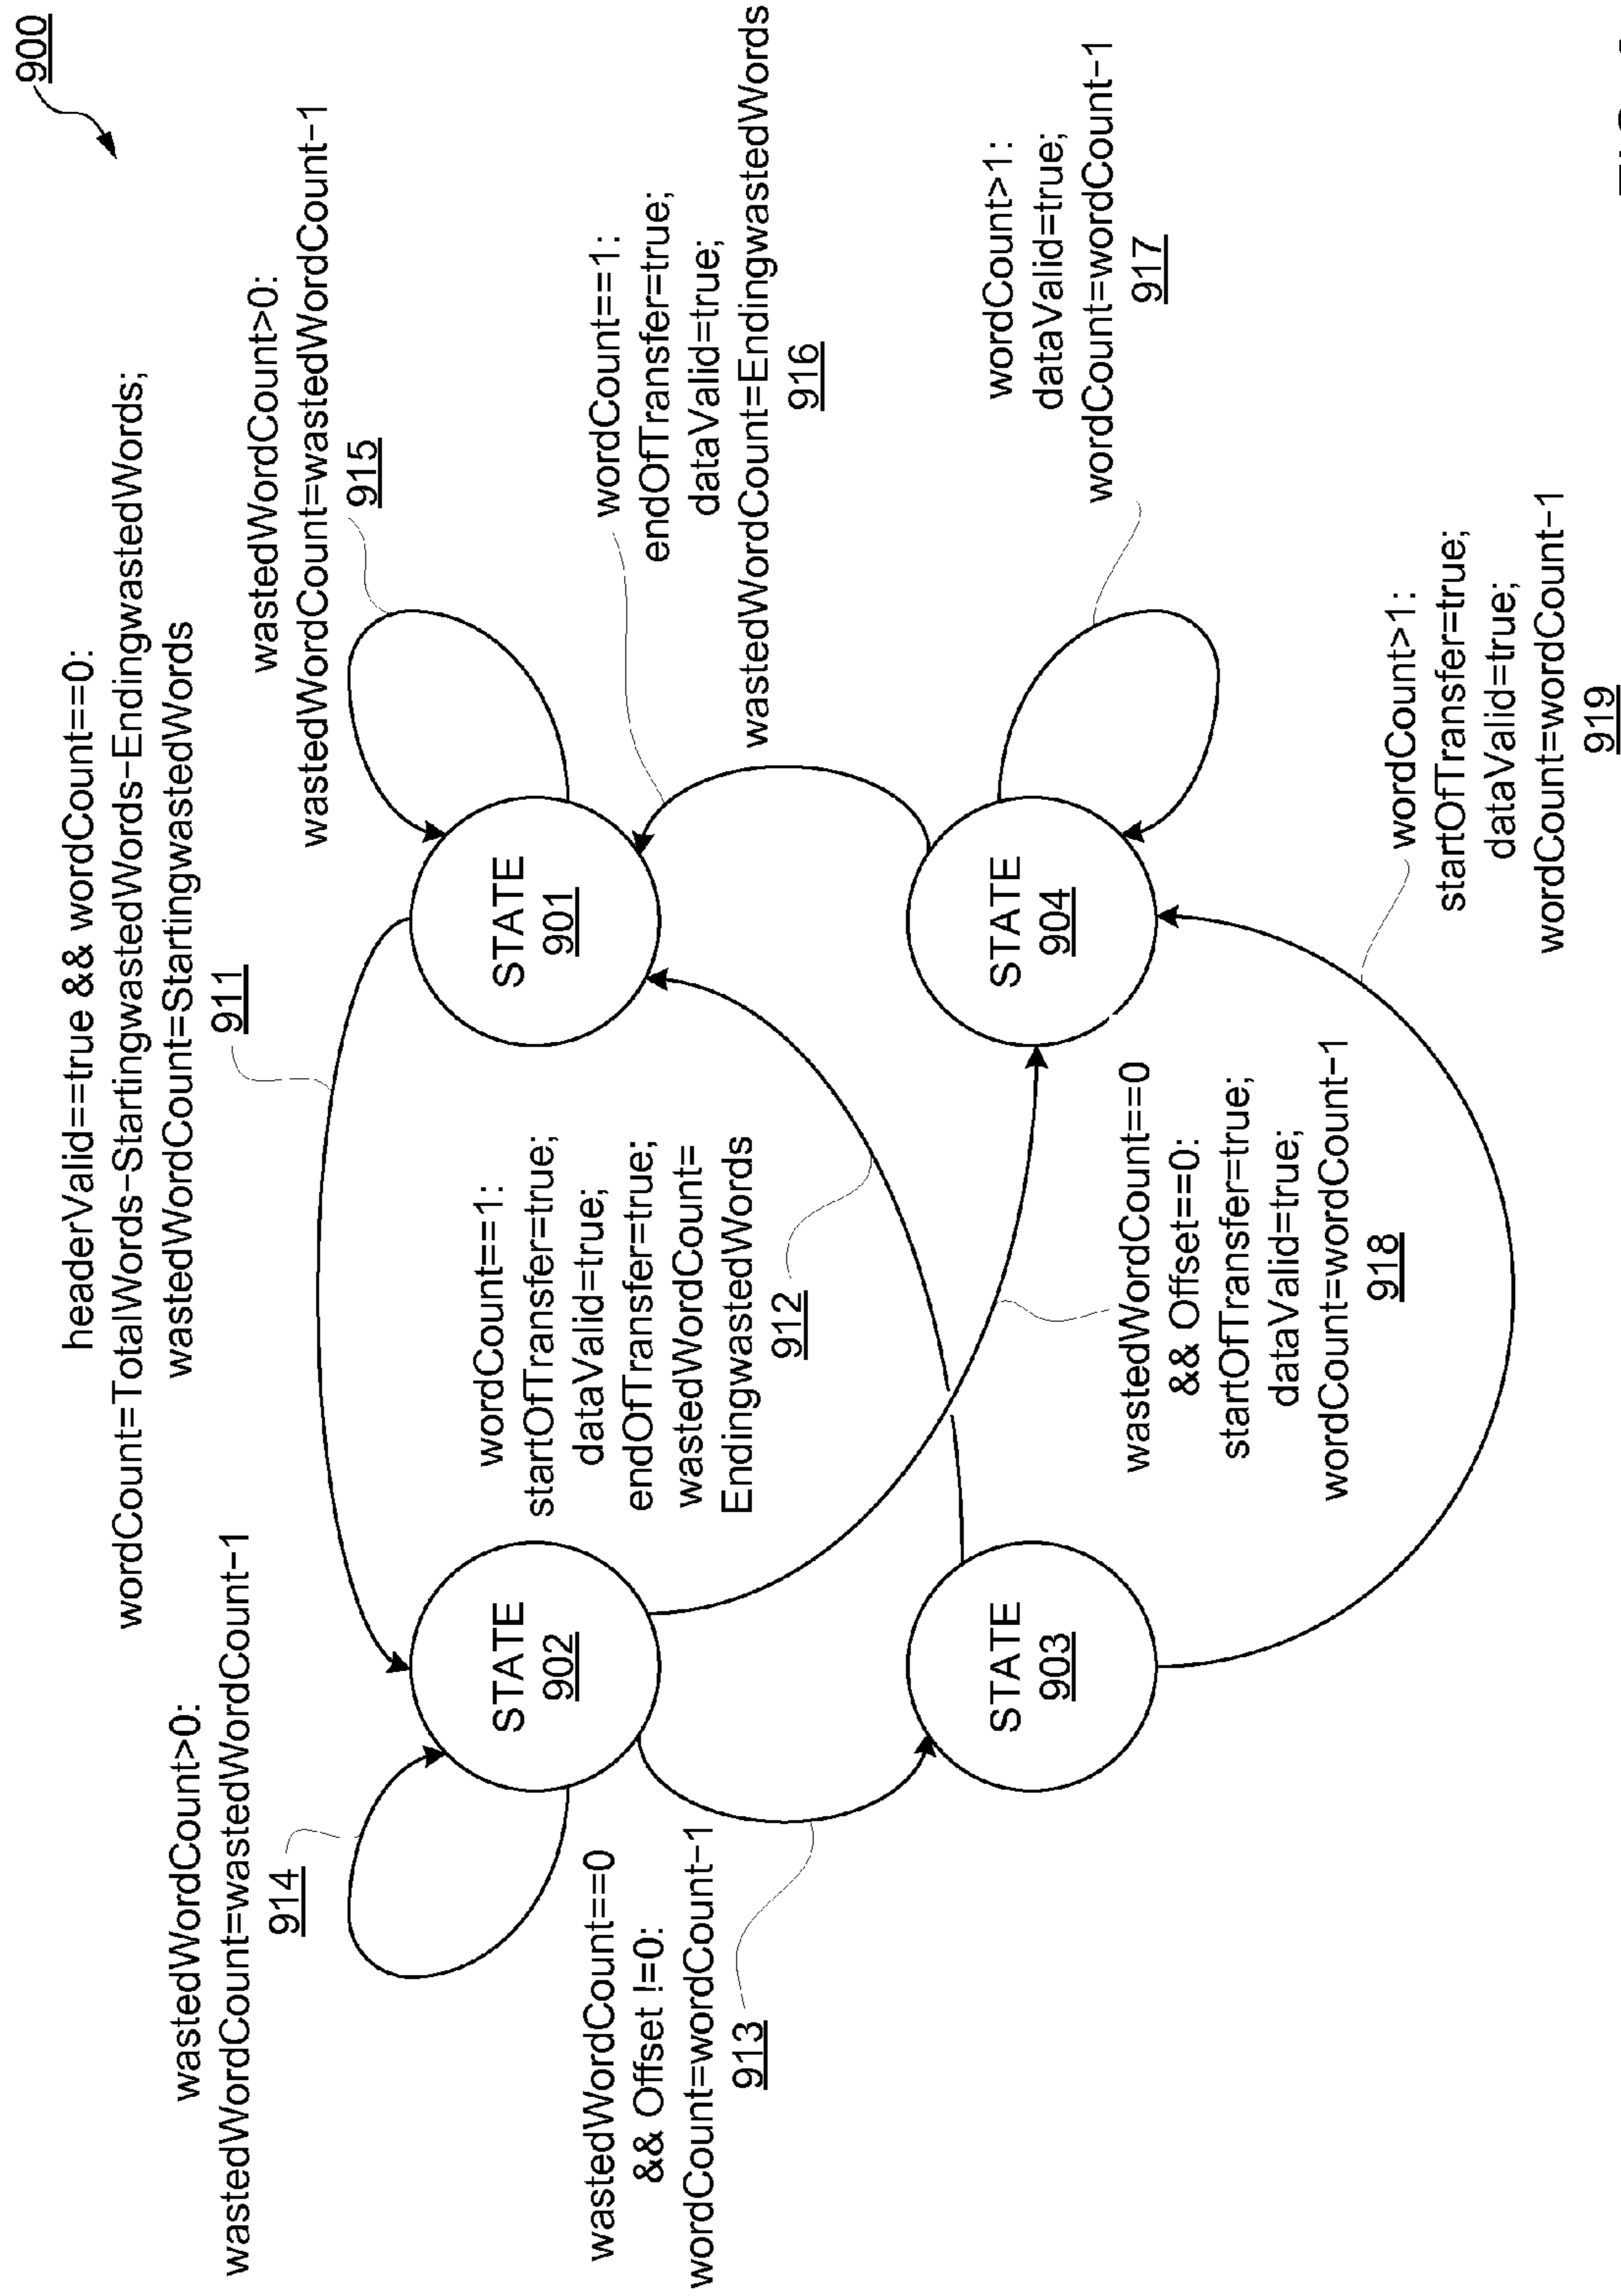 900
headerValid==true && wordCount==0:
wordCount=TotalWords-StartingwastedWords-EndingwastedWords;
wastedWordCount=StartingwastedWords
911
wastedWordCount>0:
wastedWordCount=wastedWordCount-1
914
wastedWordCount>0:
wastedWordCount=wastedWordCount-1
915
STATE
902
STATE
901
wordCount==1:
startOfTransfer=true;
dataValid=true;
endOfTransfer=true;
wastedWordCount=
EndingwastedWords
912
wordCount==1:
endOfTransfer=true;
dataValid=true;
wastedWordCount=EndingwastedWords
916
wastedWordCount==0
&& Offset !=0:
wordCount=wordCount-1
913
STATE
903
STATE
904
wordCount>1:
dataValid=true;
wordCount=wordCount-1
917
wastedWordCount==0
&& Offset==0:
startOfTransfer=true;
dataValid=true;
wordCount=wordCount-1
918
wordCount>1:
startOfTransfer=true;
dataValid=true;
wordCount=wordCount-1
919